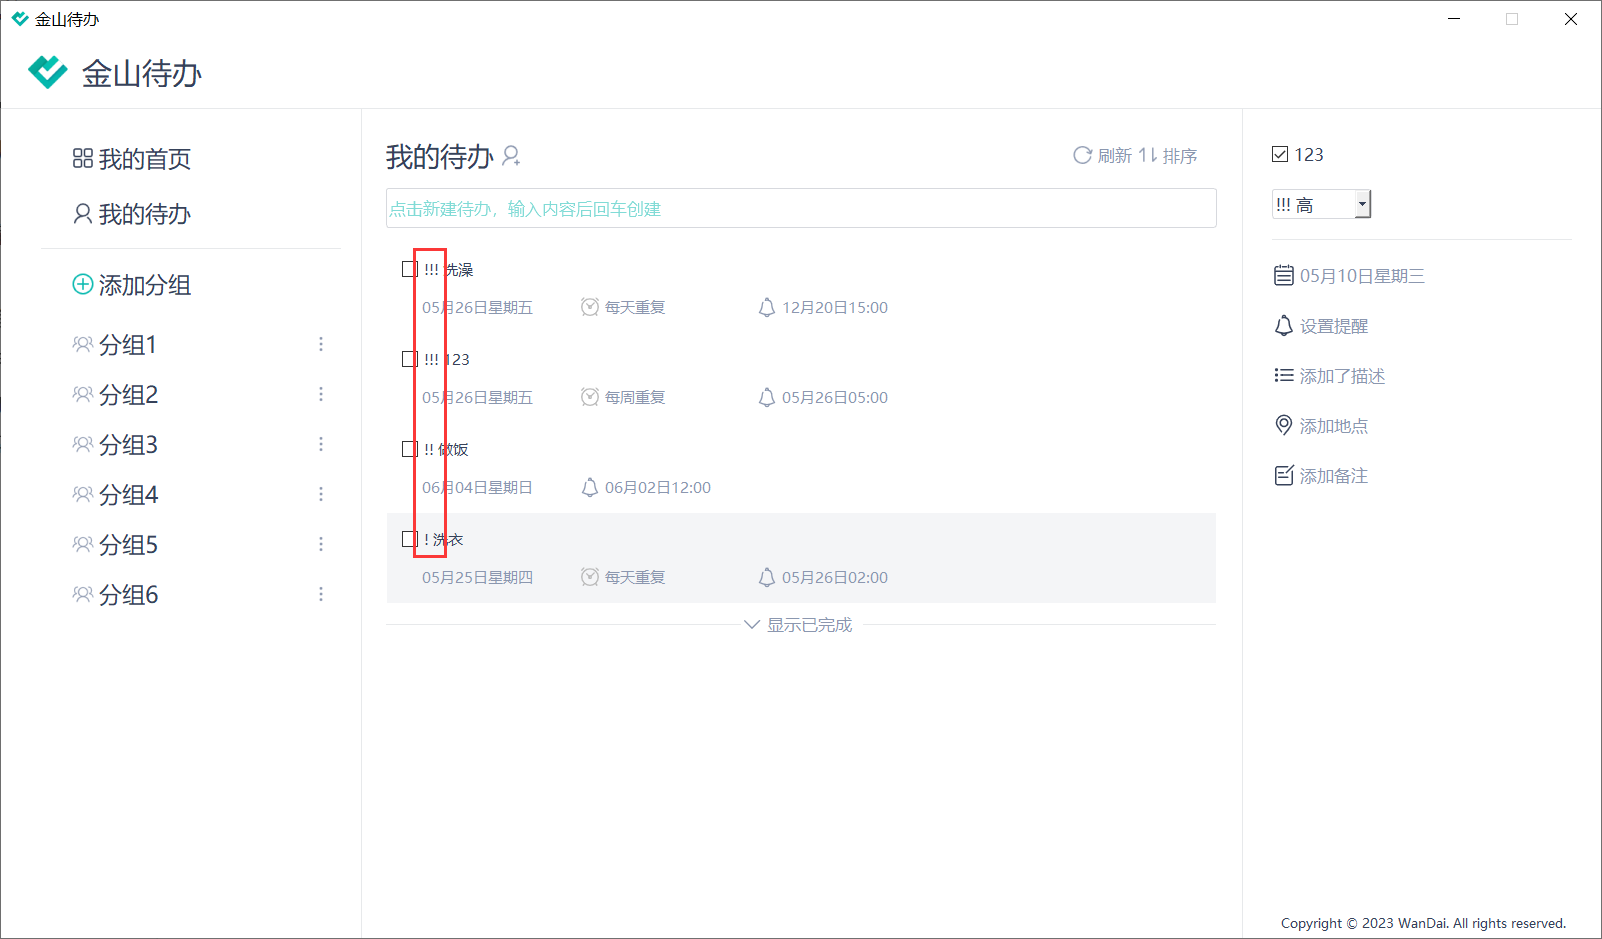 金山待办
金山待办
我的首页
我的待办
添加分组
分组1
分组2
分组3
分组4
分组5
分组6
我的待办
刷新 排序
点击新建待办，输入内容后回车创建
!!! 洗澡
05月26日星期五 每天重复 12月20日15:00
!!! 123
05月26日星期五 每周重复 05月26日05:00
!! 做饭
06月04日星期日 06月02日12:00
! 洗衣
05月25日星期四 每天重复 05月26日02:00
显示已完成
123
!!! 高
05月10日星期三
设置提醒
添加了描述
添加地点
添加备注
Copyright © 2023 WanDai. All rights reserved.